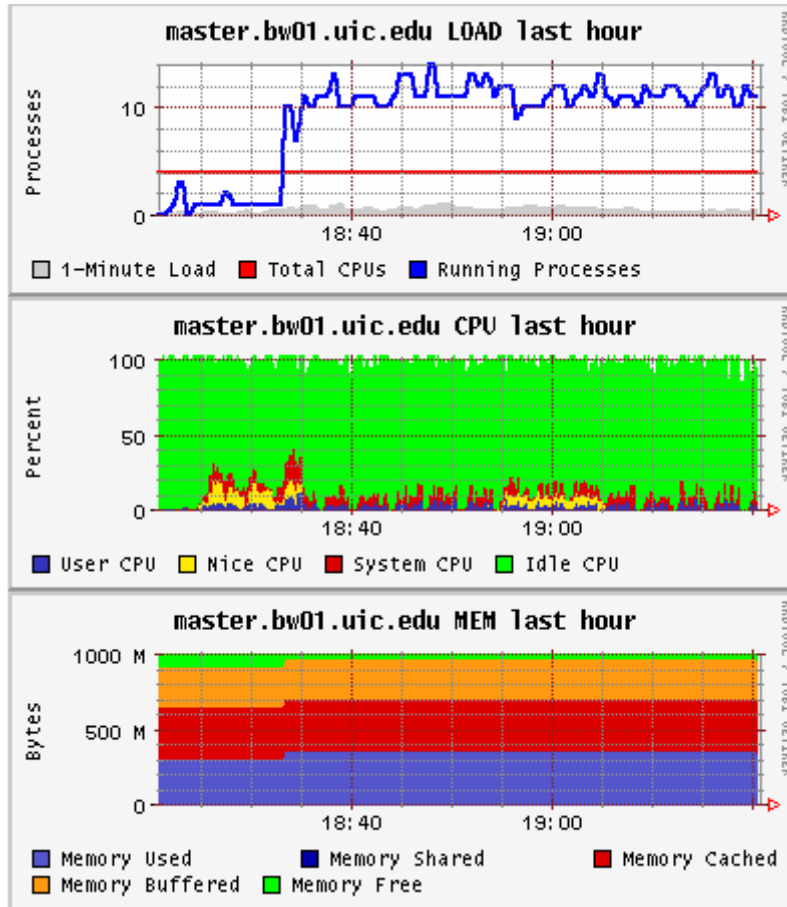 master.bw01.uic.edu LOAD last hour
Processes
10
0
18:40 19:00
1-Minute Load Total CPUs Running Processes
master.bw01.uic.edu CPU last hour
Percent
100
50
0
18:40 19:00
User CPU Nice CPU System CPU Idle CPU
master.bw01.uic.edu MEM last hour
Bytes
1000 M
500 M
0
18:40 19:00
Memory Used Memory Shared Memory Cached
Memory Buffered Memory Free